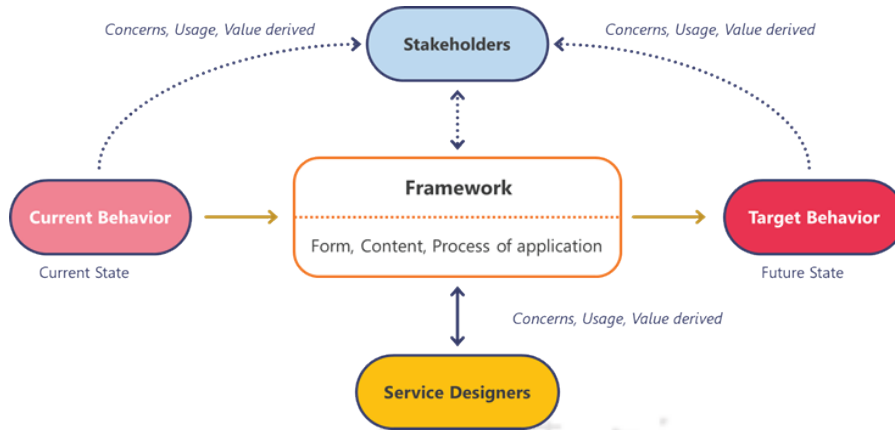 Concerns, Usage, Value derived
Concerns, Usage, Value derived
Stakeholders
Framework
Current Behavior
Target Behavior
Form, Content, Process of application
Current State
Future State
Concerns, Usage, Value derived
Service Designers